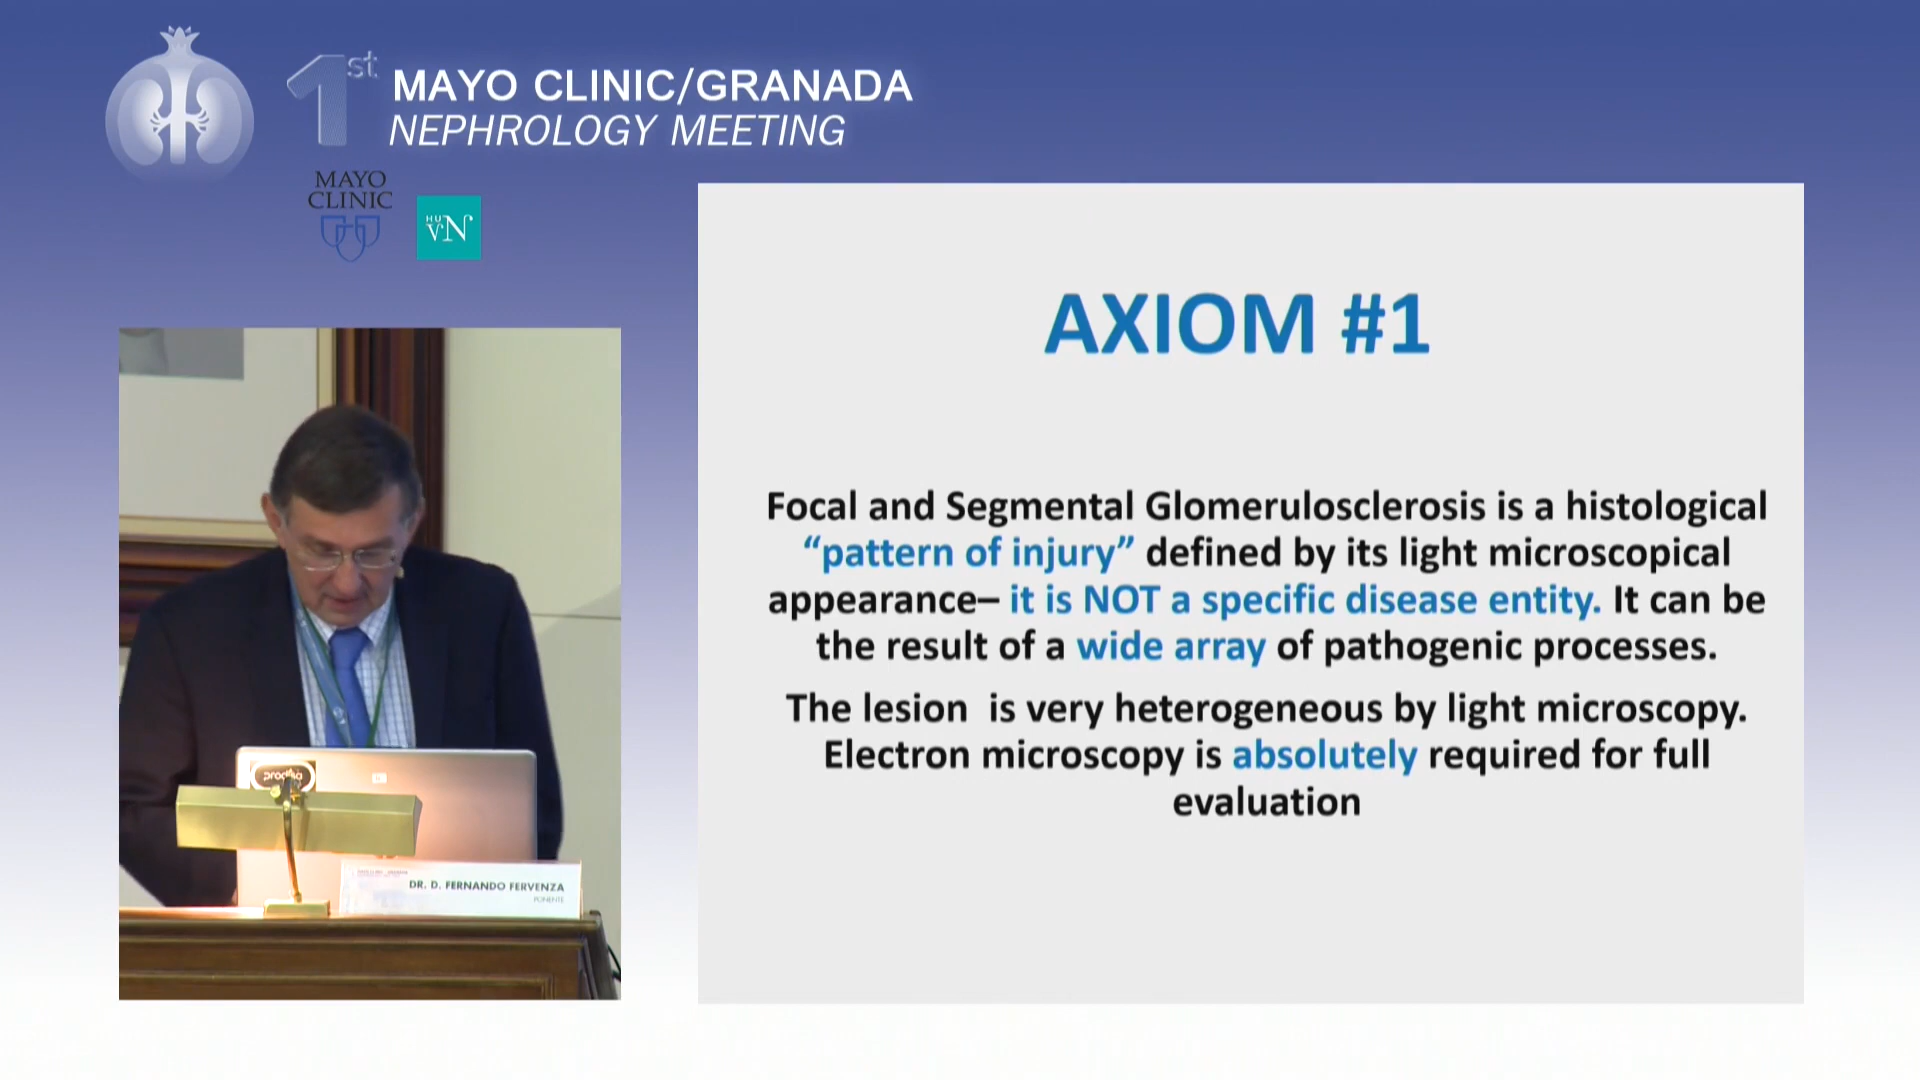 1st
MAYO CLINIC/GRANADA
NEPHROLOGY MEETING
MAYO
CLINIC
HU
VN
AXIOM #1
Focal and Segmental Glomerulosclerosis is a histological
“pattern of injury” defined by its light microscopical
appearance– it is NOT a specific disease entity. It can be
the result of a wide array of pathogenic processes.
The lesion is very heterogeneous by light microscopy.
Electron microscopy is absolutely required for full
evaluation
DR. D. FERNANDO FERVENZA
PONENTE